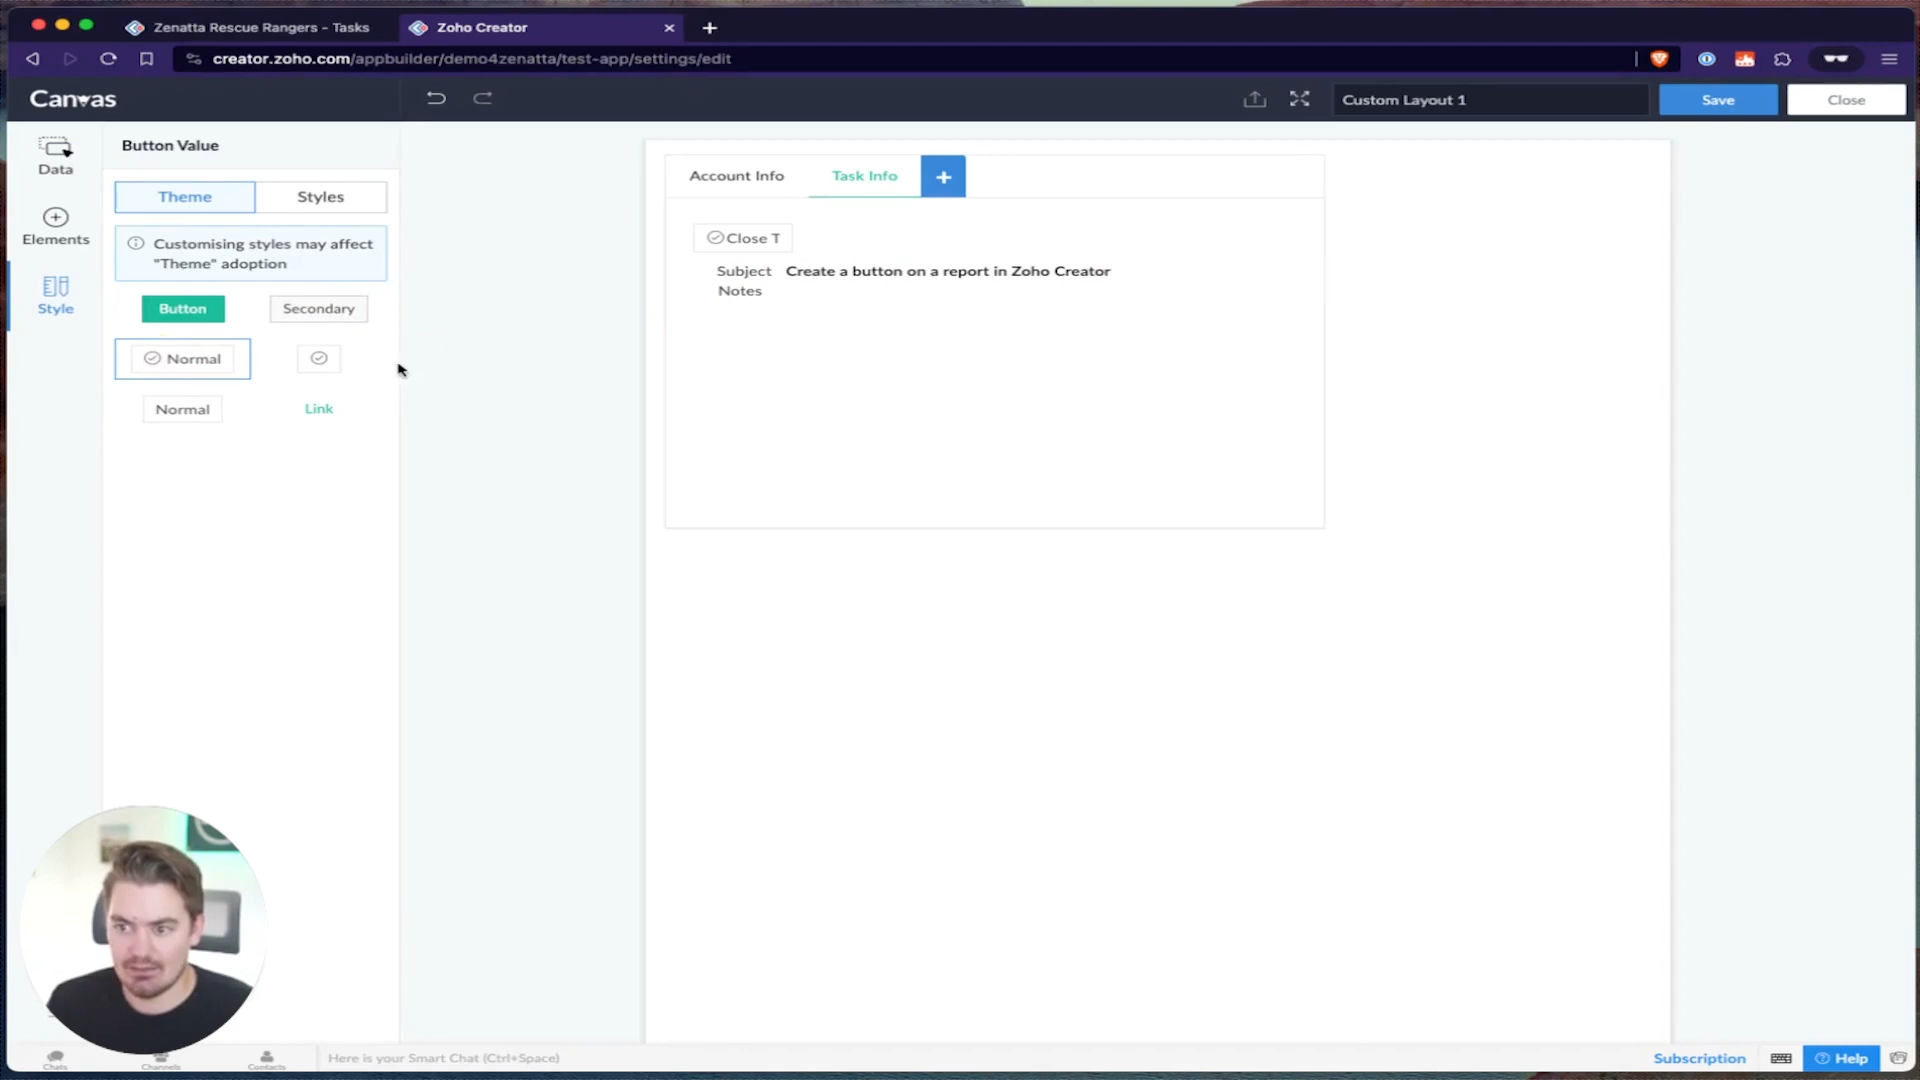 Zenatta Rescue Rangers - Tasks
Zoho Creator
creator.zoho.com/appbuilder/demo4zenatta/test-app/settings/edit
Canvas
Custom Layout 1
Save
Close
Data
Elements
Style
Button Value
Theme
Styles
Customising styles may affect
"Theme" adoption
Button
Secondary
Normal
Normal
Link
Account Info
Task Info
+
Close T
Subject
Create a button on a report in Zoho Creator
Notes
Chats
Channels
Contacts
Here is your Smart Chat (Ctrl+Space)
Subscription
Help